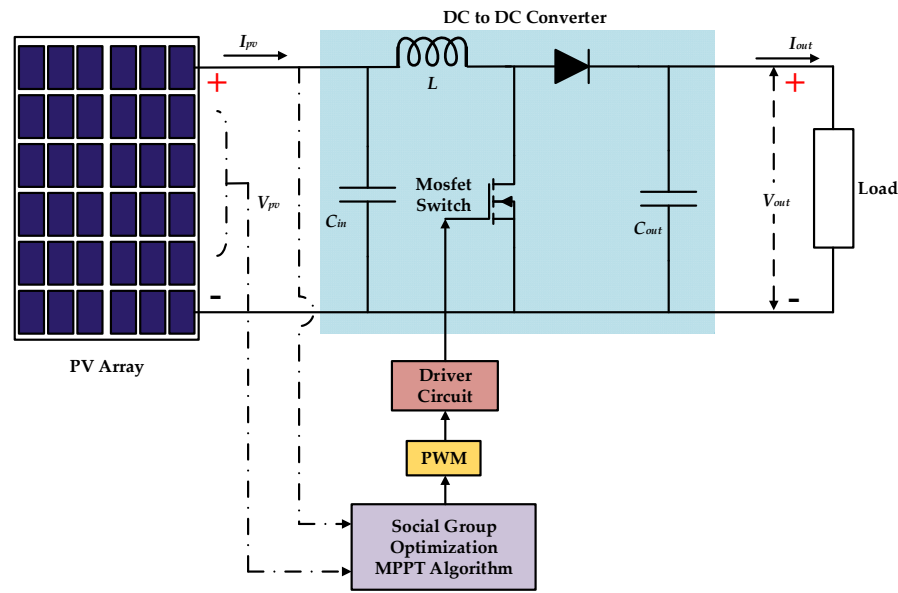 DC to DC Converter
Ipv
Iout
+
+
L
Mosfet
Switch
Vpv
Cin
Cout
Vout
Load
-
-
PV Array
Driver
Circuit
PWM
Social Group
Optimization
MPPT Algorithm